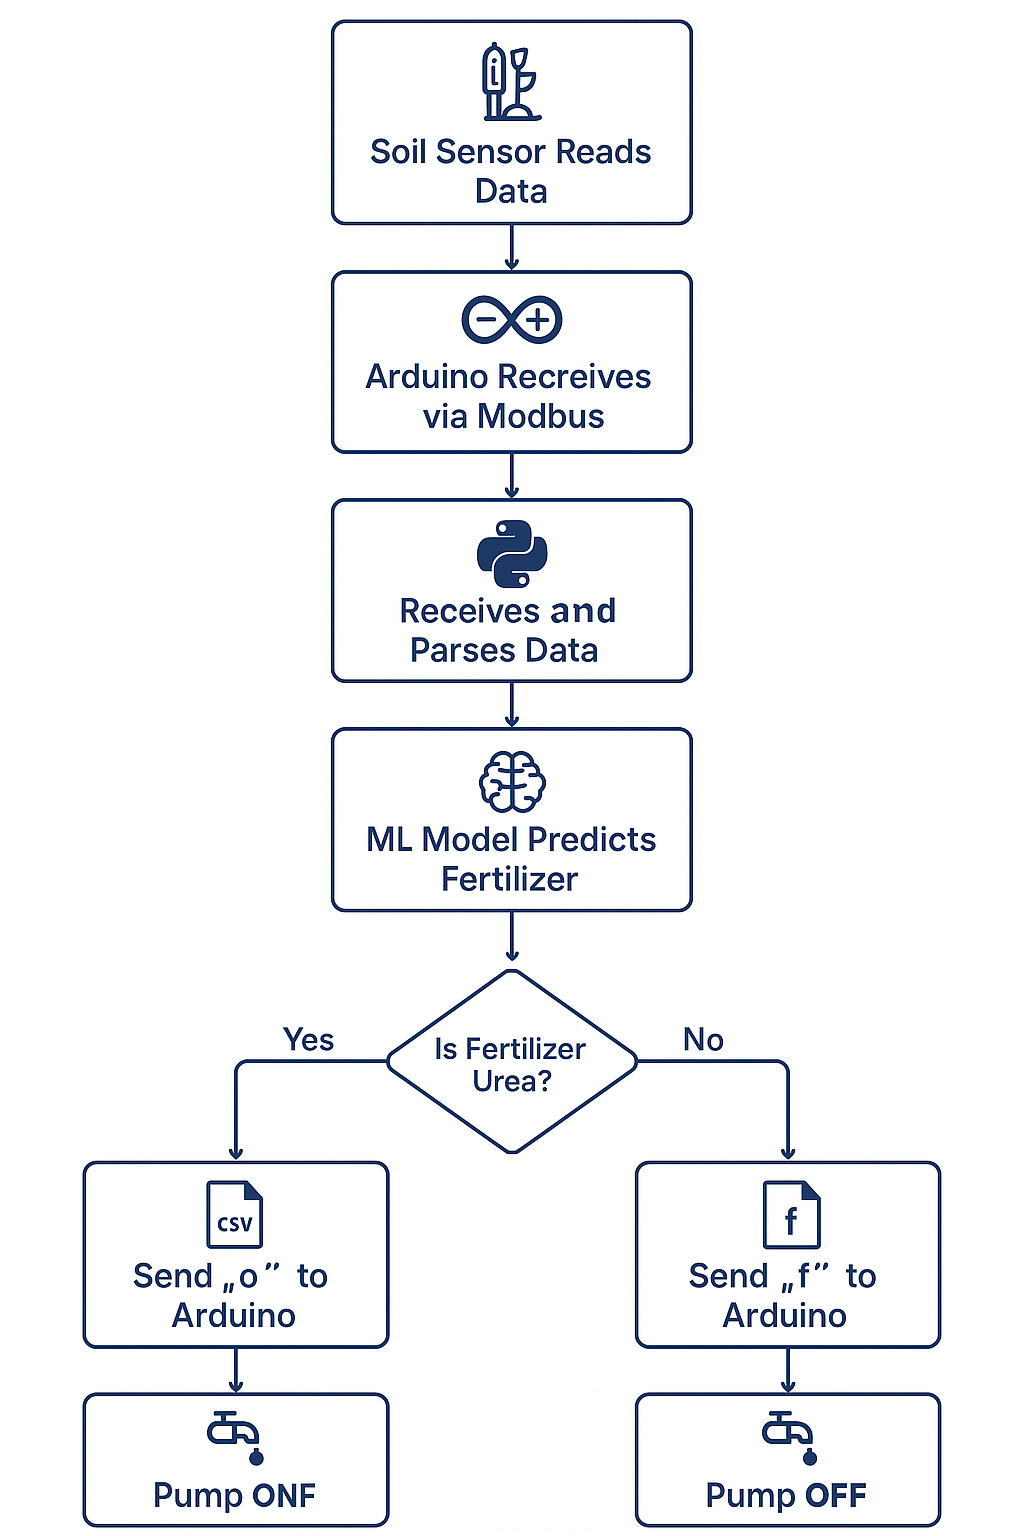 Soil Sensor Reads
Data
Arduino Recreives
via Modbus
Receives and
Parses Data
ML Model Predicts
Fertilizer
Is Fertilizer
Urea?
Yes
No
CSV
Send „o” to
Arduino
f
Send „f” to
Arduino
Pump ONF
Pump OFF